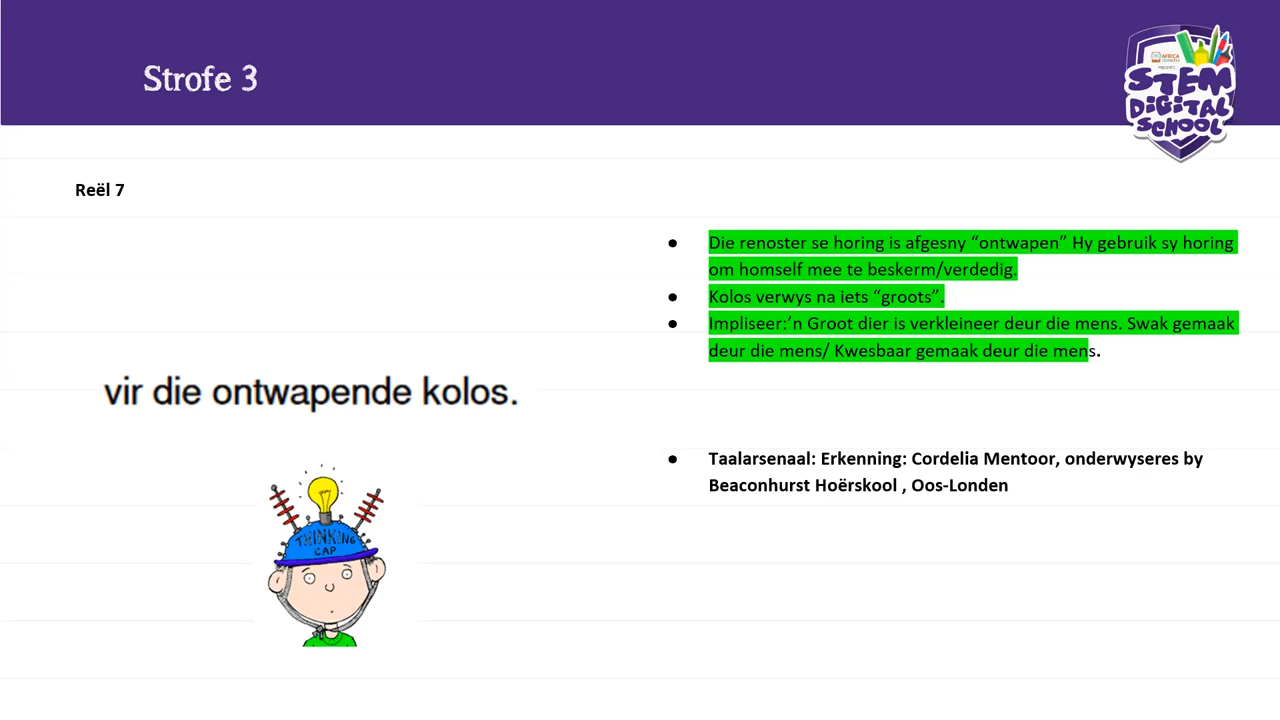 Strofe 3
AFRICA
STEM
DIGITAL
SCHOOL
Reël 7
● Die renoster se horing is afgesny “ontwapen” Hy gebruik sy horing
om homself mee te beskerm/verdedig.
● Kolos verwys na iets “groots”.
● Impliseer:’n Groot dier is verkleineer deur die mens. Swak gemaak
deur die mens/ Kwesbaar gemaak deur die mens.
vir die ontwapende kolos.
● Taalarsenaal: Erkenning: Cordelia Mentoor, onderwyseres by
Beaconhurst Hoërskool , Oos-Londen
THINKING
CAP